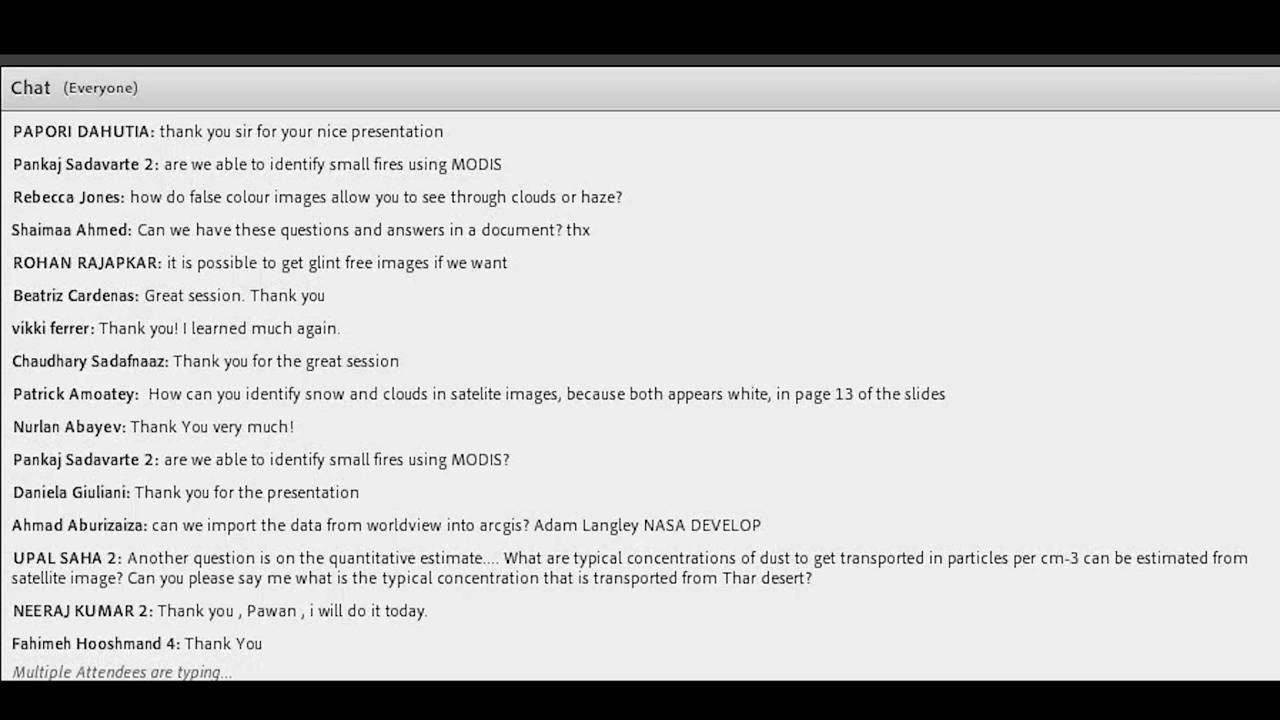 Chat (Everyone)
PAPORI DAHUTIA: thank you sir for your nice presentation
Pankaj Sadavarte 2: are we able to identify small fires using MODIS
Rebecca Jones: how do false colour images allow you to see through clouds or haze?
Shaimaa Ahmed: Can we have these questions and answers in a document? thx
ROHAN RAJAPKAR: it is possible to get glint free images if we want
Beatriz Cardenas: Great session. Thank you
vikki ferrer: Thank you! I learned much again.
Chaudhary Sadafnaaz: Thank you for the great session
Patrick Amoatey: How can you identify snow and clouds in satelite images, because both appears white, in page 13 of the slides
Nurlan Abayev: Thank You very much!
Pankaj Sadavarte 2: are we able to identify small fires using MODIS?
Daniela Giuliani: Thank you for the presentation
Ahmad Aburizaiza: can we import the data from worldview into arcgis? Adam Langley NASA DEVELOP
UPAL SAHA 2: Another question is on the quantitative estimate.... What are typical concentrations of dust to get transported in particles per cm-3 can be estimated from
satellite image? Can you please say me what is the typical concentration that is transported from Thar desert?
NEERAJ KUMAR 2: Thank you , Pawan , i will do it today.
Fahimeh Hooshmand 4: Thank You
Multiple Attendees are typing...